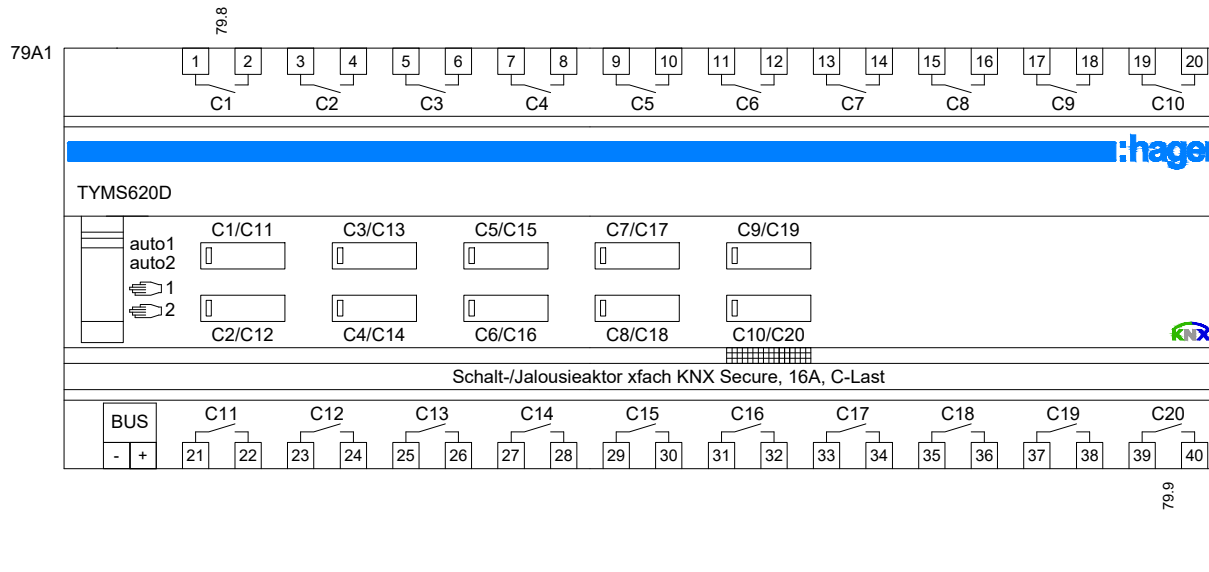 79.8
79A1
1 2 3 4 5 6 7 8 9 10 11 12 13 14 15 16 17 18 19 20
C1 C2 C3 C4 C5 C6 C7 C8 C9 C10
:hager
TYMS620D
C1/C11 C3/C13 C5/C15 C7/C17 C9/C19
auto1
auto2
1
2
C2/C12 C4/C14 C6/C16 C8/C18 C10/C20
KNX
Schalt-/Jalousieaktor xfach KNX Secure, 16A, C-Last
BUS C11 C12 C13 C14 C15 C16 C17 C18 C19 C20
- + 21 22 23 24 25 26 27 28 29 30 31 32 33 34 35 36 37 38 39 40
79.9